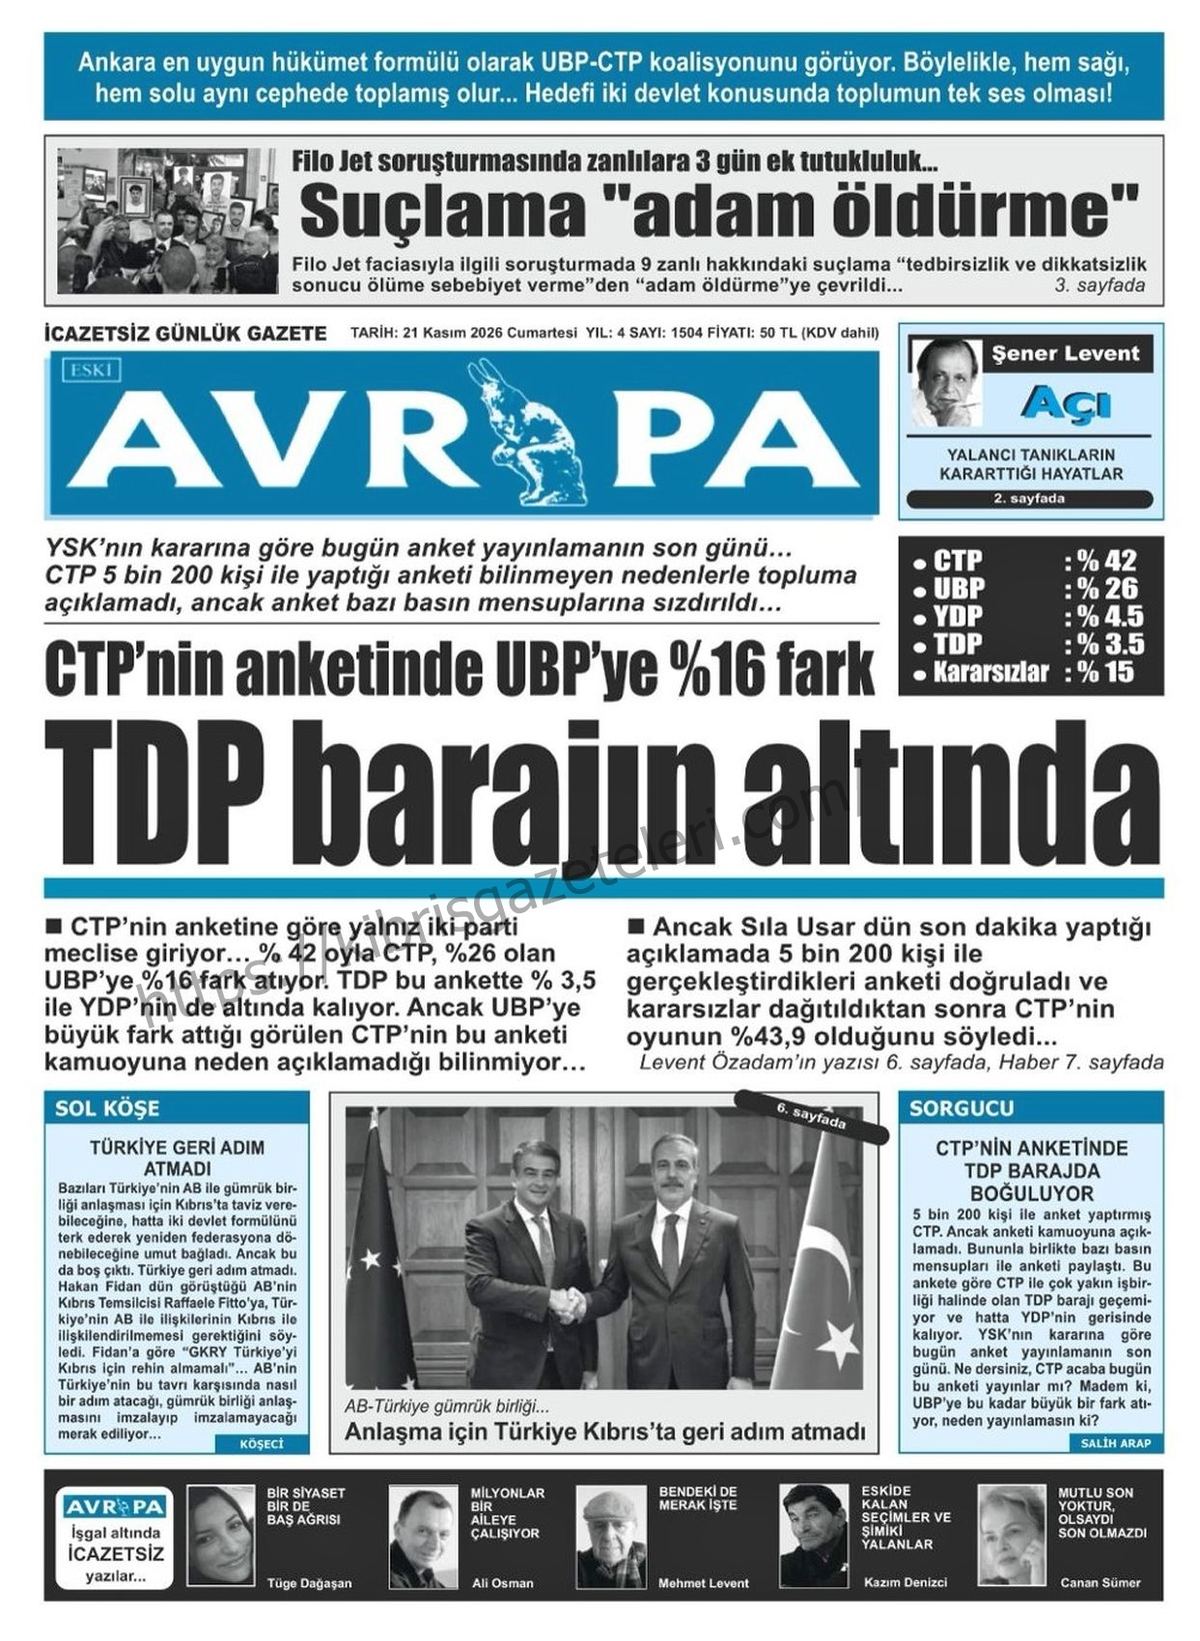 Ankara en uygun hükümet formülü olarak UBP-CTP koalisyonunu görüyor. Böylelikle, hem sağı,
hem solu aynı cephede toplamış olur... Hedefi iki devlet konusunda toplumun tek ses olması!
Filo Jet soruşturmasında zanlılara 3 gün ek tutukluluk...
Suçlama "adam öldürme"
Filo Jet faciasıyla ilgili soruşturmada 9 zanlı hakkındaki suçlama “tedbirsizlik ve dikkatsizlik
sonucu ölüme sebebiyet verme”den “adam öldürme”ye çevrildi...
3. sayfada
İCAZETSİZ GÜNLÜK GAZETE
TARİH: 21 Kasım 2026 Cumartesi YIL: 4 SAYI: 1504 FİYATI: 50 TL (KDV dahil)
ESKİ
AVR PA
Şener Levent
Açı
YALANCI TANIKLARIN
KARARTTIĞI HAYATLAR
2. sayfada
YSK’nın kararına göre bugün anket yayınlamanın son günü...
CTP 5 bin 200 kişi ile yaptığı anketi bilinmeyen nedenlerle topluma
açıklamadı, ancak anket bazı basın mensuplarına sızdırıldı...
CTP’nin anketinde UBP’ye %16 fark
• CTP : % 42
• UBP : % 26
• YDP : % 4.5
• TDP : % 3.5
• Kararsızlar : % 15
TDP barajın altında
■ CTP’nin anketine göre yalnız iki parti
meclise giriyor... % 42 oyla CTP, %26 olan
UBP’ye %16 fark atıyor. TDP bu ankette % 3,5
ile YDP’nin de altında kalıyor. Ancak UBP’ye
büyük fark attığı görülen CTP’nin bu anketi
kamuoyuna neden açıklamadığı bilinmiyor...
■ Ancak Sıla Usar dün son dakika yaptığı
açıklamada 5 bin 200 kişi ile
gerçekleştirdikleri anketi doğruladı ve
kararsızlar dağıtıldıktan sonra CTP’nin
oyunun %43,9 olduğunu söyledi...
Levent Özadam’ın yazısı 6. sayfada, Haber 7. sayfada
https://kibrisgazeteleri.com/
SOL KÖŞE
TÜRKİYE GERİ ADIM
ATMADI
Bazıları Türkiye’nin AB ile gümrük bir-
liği anlaşması için Kıbrıs’ta taviz vere-
bileceğine, hatta iki devlet formülünü
terk ederek yeniden federasyona dö-
nebileceğine umut bağladı. Ancak bu
da boş çıktı. Türkiye geri adım atmadı.
Hakan Fidan dün görüştüğü AB’nin
Kıbrıs Temsilcisi Raffaele Fitto’ya, Tür-
kiye’nin AB ile ilişkilerinin Kıbrıs ile
ilişkilendirilmemesi gerektiğini söy-
ledi. Fidan’a göre “GKRY Türkiye’yi
Kıbrıs için rehin almamalı”... AB’nin
Türkiye’nin bu tavrı karşısında nasıl
bir adım atacağı, gümrük birliği anlaş-
masını imzalayıp imzalamayacağı
merak ediliyor...
KÖŞECİ
6. sayfada
AB-Türkiye gümrük birliği...
Anlaşma için Türkiye Kıbrıs’ta geri adım atmadı
SORGUCU
CTP’NİN ANKETİNDE
TDP BARAJDA
BOĞULUYOR
5 bin 200 kişi ile anket yaptırmış
CTP. Ancak anketi kamuoyuna açık-
lamadı. Bununla birlikte bazı basın
mensupları ile anketi paylaştı. Bu
ankete göre CTP ile çok yakın işbir-
liği halinde olan TDP barajı geçemi-
yor ve hatta YDP’nin gerisinde
kalıyor. YSK’nın kararına göre
bugün anket yayınlamanın son
günü. Ne dersiniz, CTP acaba bugün
bu anketi yayınlar mı? Madem ki,
UBP’ye bu kadar büyük bir fark atı-
yor, neden yayınlamasın ki?
SALİH ARAP
AVR PA
İşgal altında
İCAZETSİZ
yazılar...
BİR SİYASET
BİR DE
BAŞ AĞRISI
Tüge Dağaşan
MİLYONLAR
BİR
AİLEYE
ÇALIŞIYOR
Ali Osman
BENDEKİ DE
MERAK İŞTE
Mehmet Levent
ESKİDE
KALAN
SEÇİMLER VE
ŞİMİKİ
YALANLAR
Kazım Denizci
MUTLU SON
YOKTUR,
OLSAYDI
SON OLMAZDI
Canan Sümer